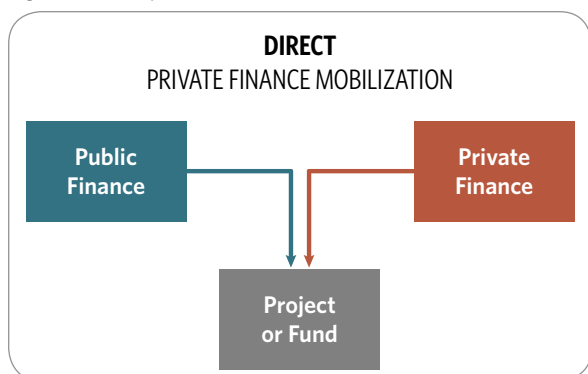 DIRECT
PRIVATE FINANCE MOBILIZATION
Public
Finance
Private
Finance
Project
or Fund